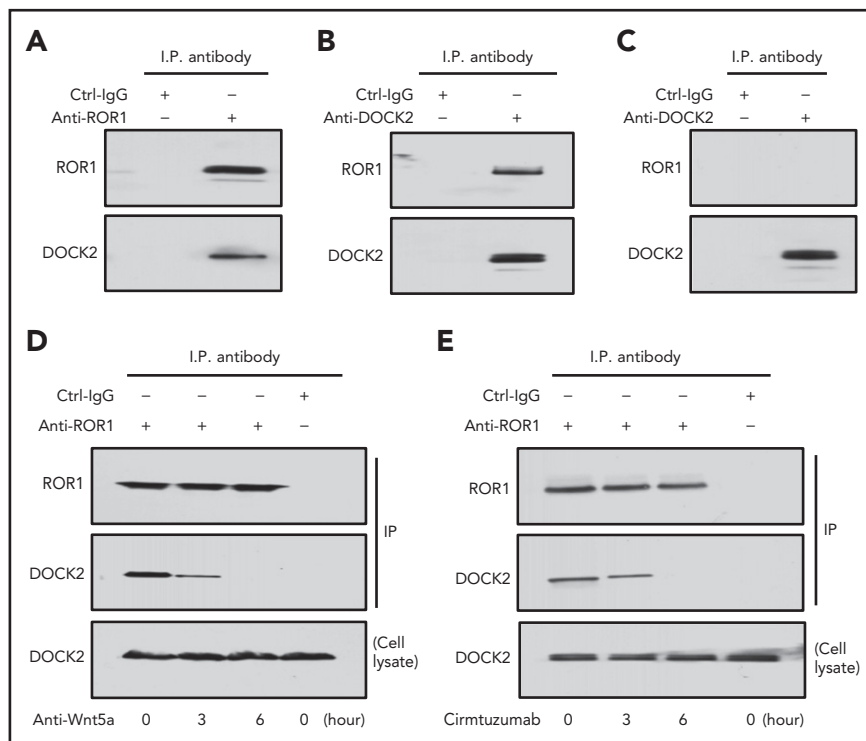 A
I.P. antibody
Ctrl-IgG + –
Anti-ROR1 – +
ROR1
DOCK2
B
I.P. antibody
Ctrl-IgG + –
Anti-DOCK2 – +
ROR1
DOCK2
C
I.P. antibody
Ctrl-IgG + –
Anti-DOCK2 – +
ROR1
DOCK2
D
I.P. antibody
Ctrl-IgG – – – +
Anti-ROR1 + + + –
ROR1
IP
DOCK2
DOCK2
(Cell
lysate)
Anti-Wnt5a 0 3 6 0 (hour)
E
I.P. antibody
Ctrl-IgG – – – +
Anti-ROR1 + + + –
ROR1
IP
DOCK2
DOCK2
(Cell
lysate)
Cirmtuzumab 0 3 6 0 (hour)